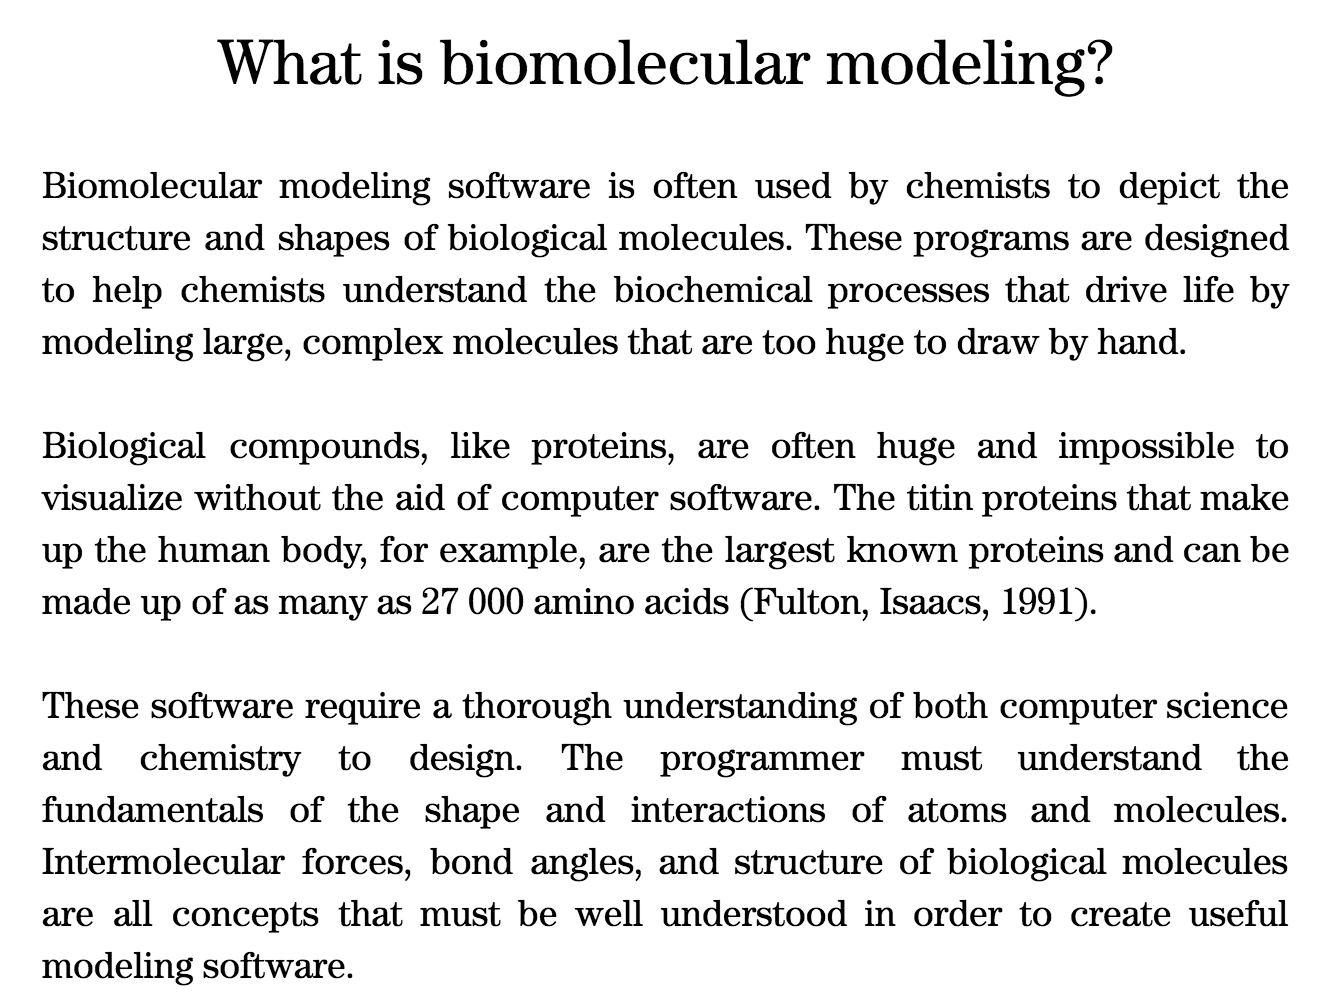 What is biomolecular modeling?
Biomolecular modeling software is often used by chemists to depict the
structure and shapes of biological molecules. These programs are designed
to help chemists understand the biochemical processes that drive life by
modeling large, complex molecules that are too huge to draw by hand.
Biological compounds, like proteins, are often huge and impossible to
visualize without the aid of computer software. The titin proteins that make
up the human body, for example, are the largest known proteins and can be
made up of as many as 27 000 amino acids (Fulton, Isaacs, 1991).
These software require a thorough understanding of both computer science
and chemistry to design. The programmer must understand the
fundamentals of the shape and interactions of atoms and molecules.
Intermolecular forces, bond angles, and structure of biological molecules
are all concepts that must be well understood in order to create useful
modeling software.